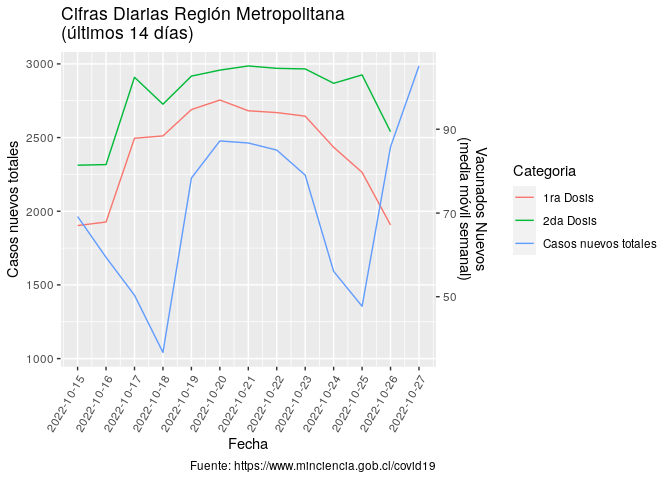 Cifras Diarias Región Metropolitana
(últimos 14 días)
Casos nuevos totales
3000
2500
2000
1500
1000
90
70
50
Vacunados Nuevos
(media móvil semanal)
2022-10-15
2022-10-16
2022-10-17
2022-10-18
2022-10-19
2022-10-20
2022-10-21
2022-10-22
2022-10-23
2022-10-24
2022-10-25
2022-10-26
2022-10-27
Fecha
Categoria
1ra Dosis
2da Dosis
Casos nuevos totales
Fuente: https://www.minciencia.gob.cl/covid19